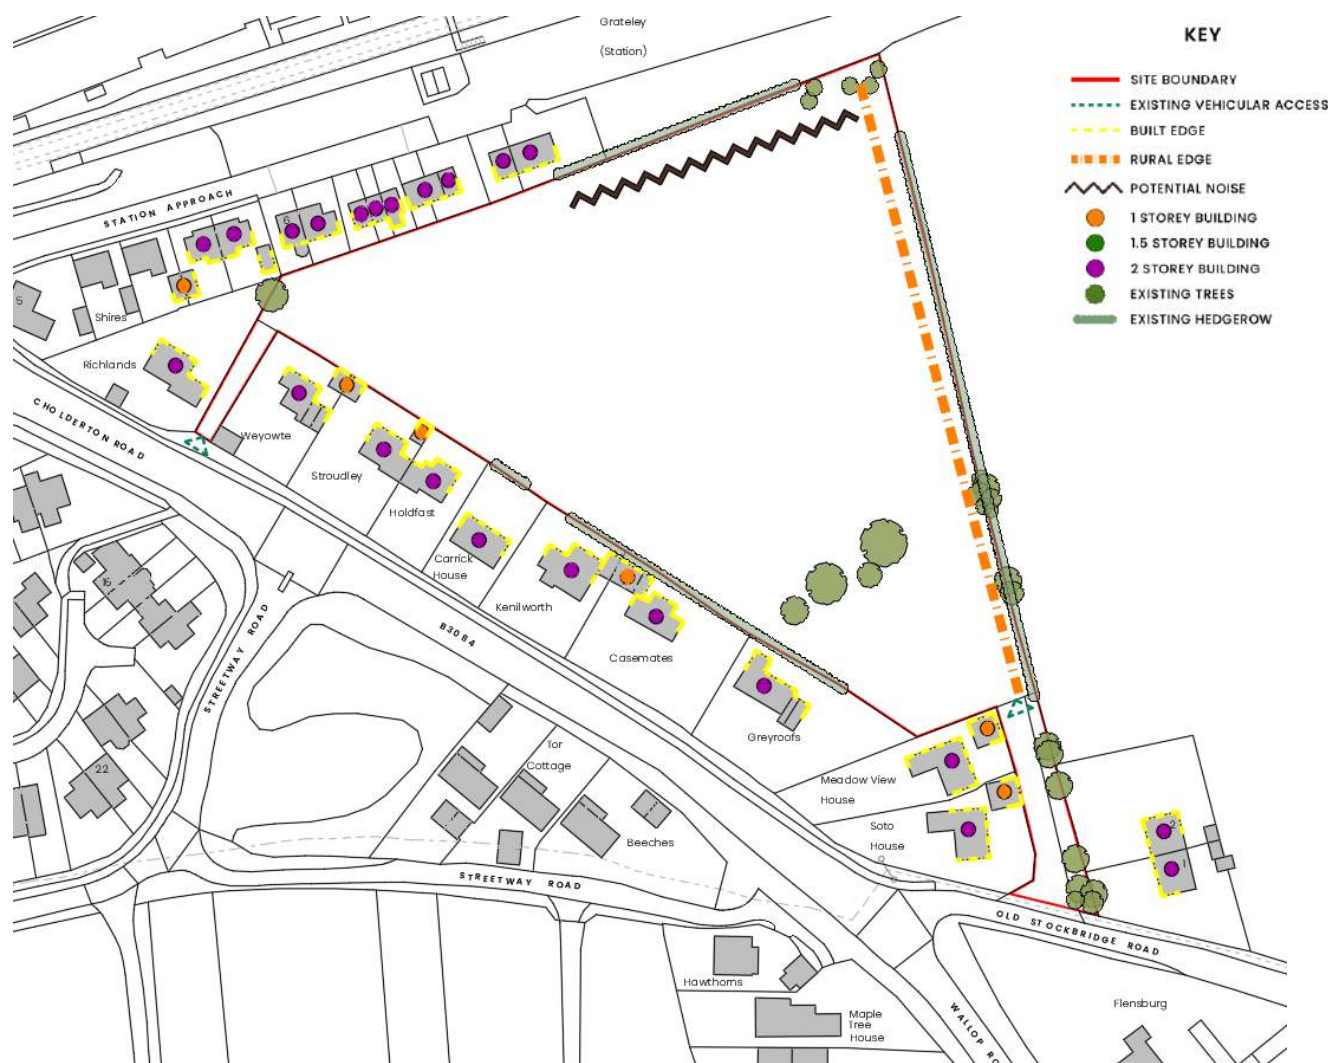 Grateley
(Station)
KEY
SITE BOUNDARY
EXISTING VEHICULAR ACCESS
BUILT EDGE
RURAL EDGE
POTENTIAL NOISE
1 STOREY BUILDING
1.5 STOREY BUILDING
2 STOREY BUILDING
EXISTING TREES
EXISTING HEDGEROW
STATION APPROACH
6
5
Shires
Richlands
CHOLDERTON ROAD
Weyowte
Stroudley
Holdfast
Carrick
House
Kenilworth
Casemates
Greyroofs
B3084
16
STREETWAY ROAD
22
Tor
Cottage
Beeches
Meadow View
House
Soto
House
2
1
STREETWAY ROAD
OLD STOCKBRIDGE ROAD
Hawthorns
Maple
Tree
House
WALLOP RO
Flensburg